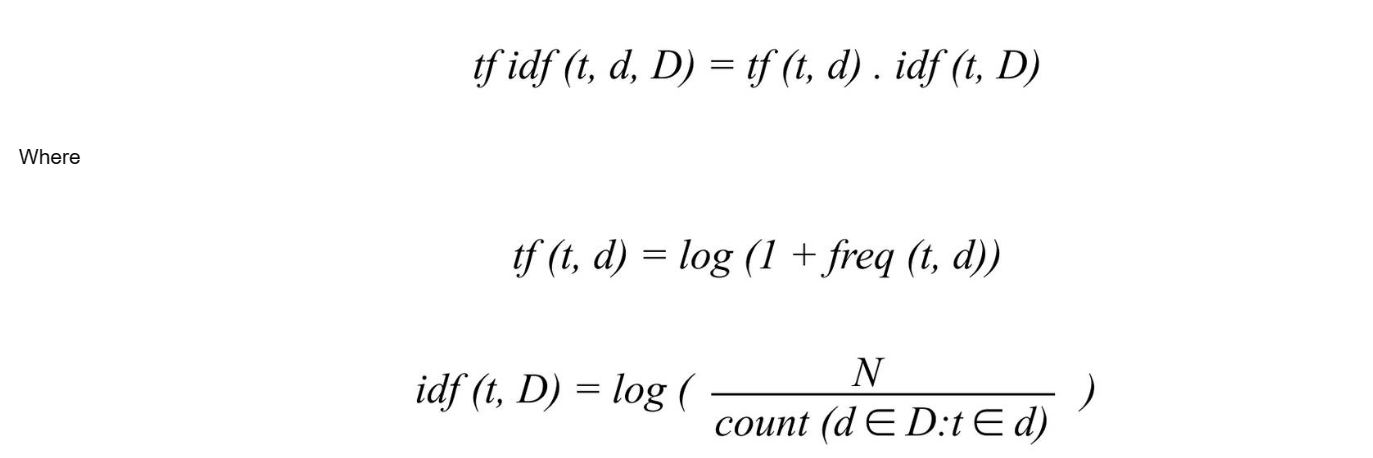 tf idf (t, d, D) = tf (t, d) . idf (t, D)
Where
tf (t, d) = log (1 + freq (t, d))
idf (t, D) = log ( N / count (d ∈ D:t ∈ d) )